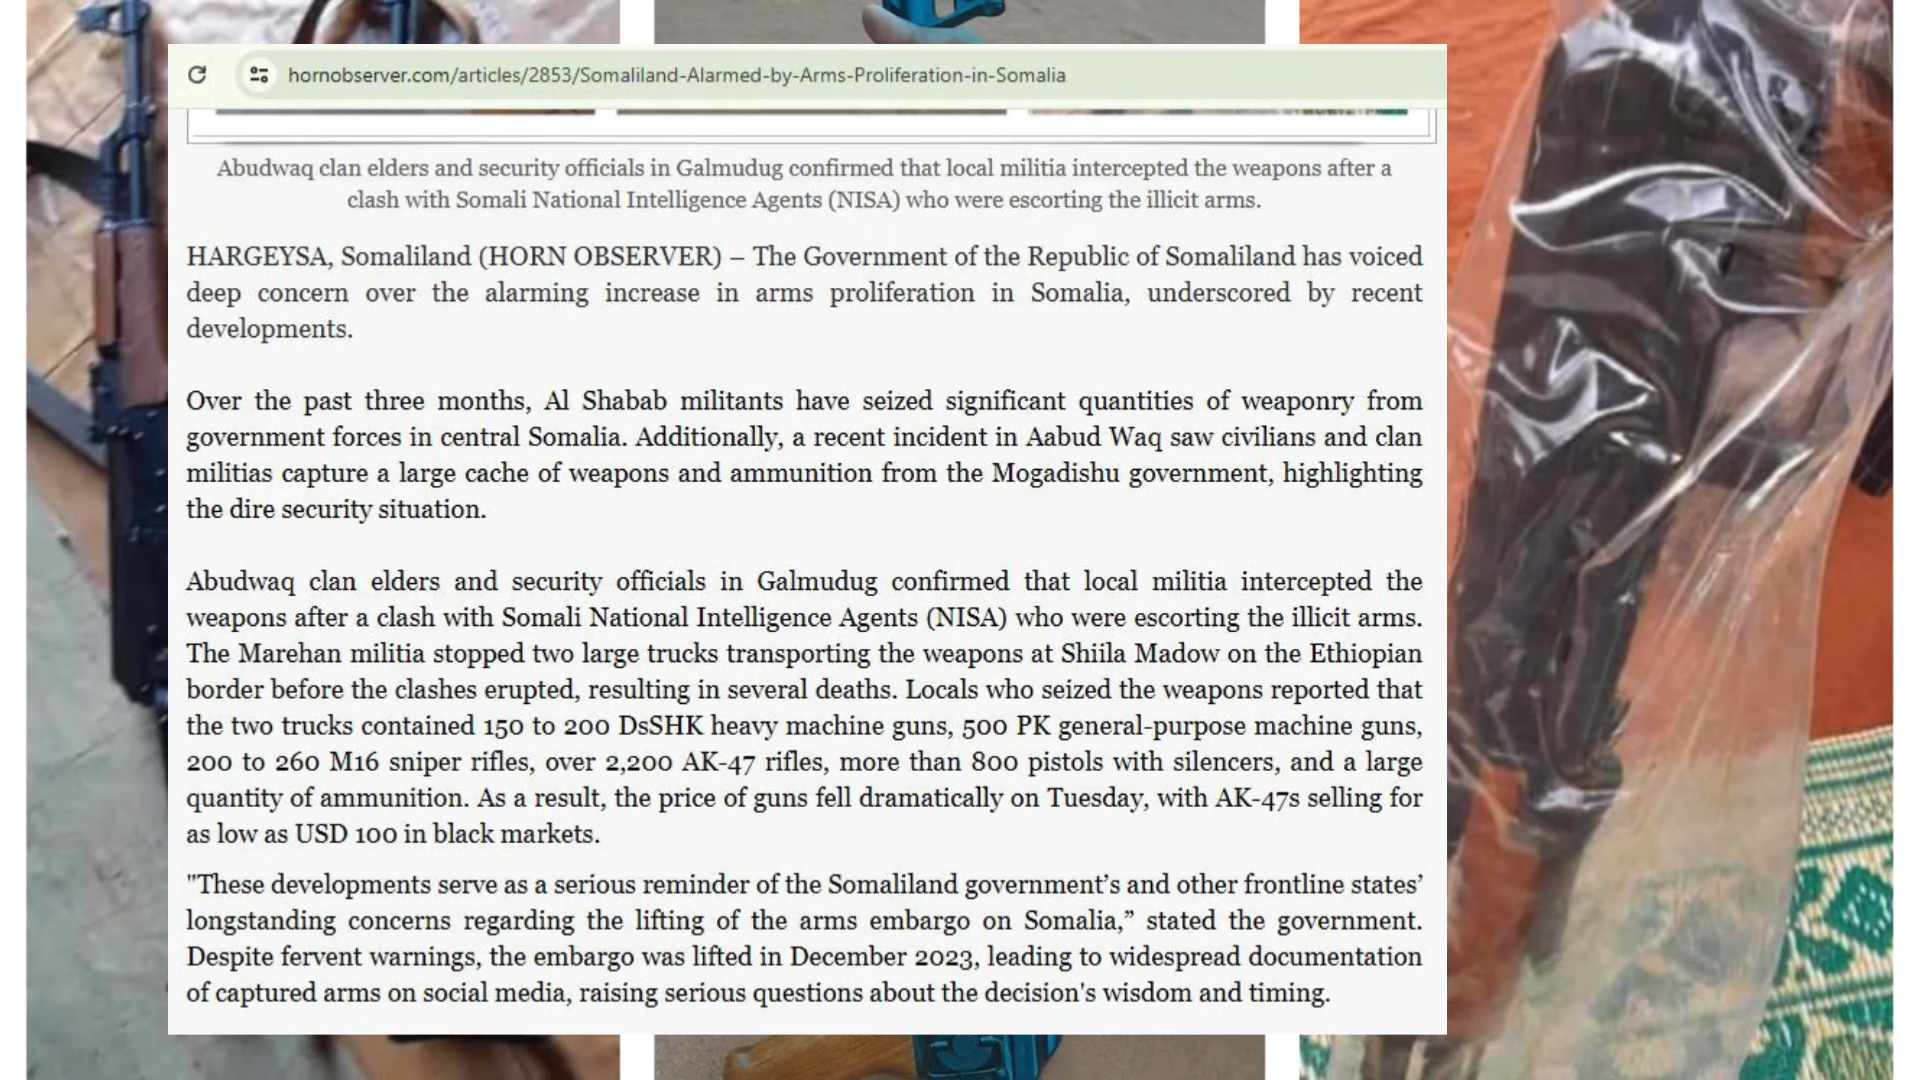 hornobserver.com/articles/2853/Somaliland-Alarmed-by-Arms-Proliferation-in-Somalia
Abudwaq clan elders and security officials in Galmudug confirmed that local militia intercepted the weapons after a
clash with Somali National Intelligence Agents (NISA) who were escorting the illicit arms.
HARGEYSA, Somaliland (HORN OBSERVER) – The Government of the Republic of Somaliland has voiced
deep concern over the alarming increase in arms proliferation in Somalia, underscored by recent
developments.
Over the past three months, Al Shabab militants have seized significant quantities of weaponry from
government forces in central Somalia. Additionally, a recent incident in Aabud Waq saw civilians and clan
militias capture a large cache of weapons and ammunition from the Mogadishu government, highlighting
the dire security situation.
Abudwaq clan elders and security officials in Galmudug confirmed that local militia intercepted the
weapons after a clash with Somali National Intelligence Agents (NISA) who were escorting the illicit arms.
The Marehan militia stopped two large trucks transporting the weapons at Shiila Madow on the Ethiopian
border before the clashes erupted, resulting in several deaths. Locals who seized the weapons reported that
the two trucks contained 150 to 200 DsSHK heavy machine guns, 500 PK general-purpose machine guns,
200 to 260 M16 sniper rifles, over 2,200 AK-47 rifles, more than 800 pistols with silencers, and a large
quantity of ammunition. As a result, the price of guns fell dramatically on Tuesday, with AK-47s selling for
as low as USD 100 in black markets.
"These developments serve as a serious reminder of the Somaliland government’s and other frontline states’
longstanding concerns regarding the lifting of the arms embargo on Somalia,” stated the government.
Despite fervent warnings, the embargo was lifted in December 2023, leading to widespread documentation
of captured arms on social media, raising serious questions about the decision's wisdom and timing.